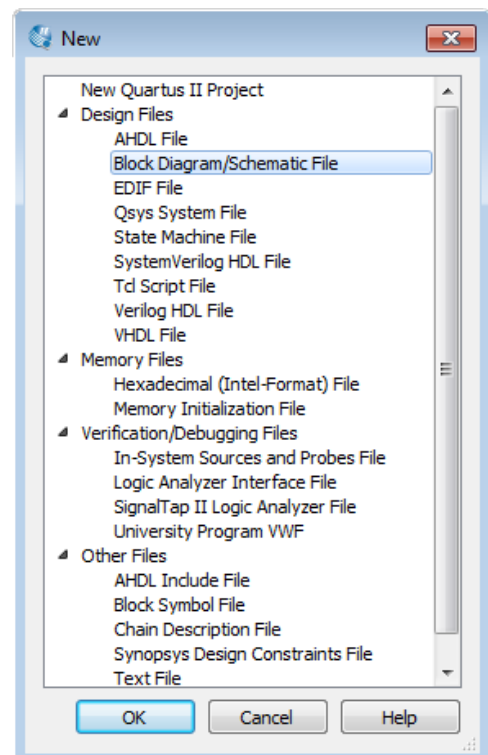 New
New Quartus II Project
Design Files
AHDL File
Block Diagram/Schematic File
EDIF File
Qsys System File
State Machine File
SystemVerilog HDL File
Tcl Script File
Verilog HDL File
VHDL File
Memory Files
Hexadecimal (Intel-Format) File
Memory Initialization File
Verification/Debugging Files
In-System Sources and Probes File
Logic Analyzer Interface File
SignalTap II Logic Analyzer File
University Program VWF
Other Files
AHDL Include File
Block Symbol File
Chain Description File
Synopsys Design Constraints File
Text File
OK Cancel Help